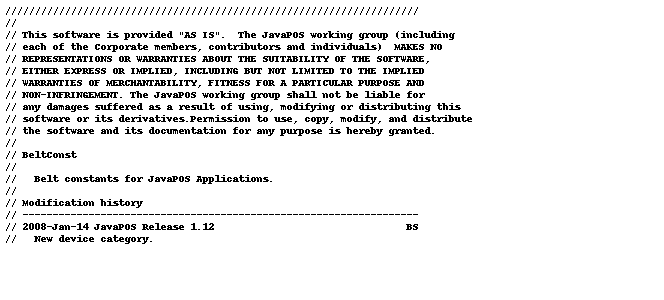 //////////////////////////////////////////////////////////////////////
//
// This software is provided "AS IS".  The JavaPOS working group (including
// each of the Corporate members, contributors and individuals)  MAKES NO
// REPRESENTATIONS OR WARRANTIES ABOUT THE SUITABILITY OF THE SOFTWARE,
// EITHER EXPRESS OR IMPLIED, INCLUDING BUT NOT LIMITED TO THE IMPLIED
// WARRANTIES OF MERCHANTABILITY, FITNESS FOR A PARTICULAR PURPOSE AND
// NON-INFRINGEMENT. The JavaPOS working group shall not be liable for
// any damages suffered as a result of using, modifying or distributing this
// software or its derivatives.Permission to use, copy, modify, and distribute
// the software and its documentation for any purpose is hereby granted.
//
// BeltConst
//
//   Belt constants for JavaPOS Applications.
//
// Modification history
// ------------------------------------------------------------------
// 2008-Jan-14 JavaPOS Release 1.12                                BS
//   New device category.